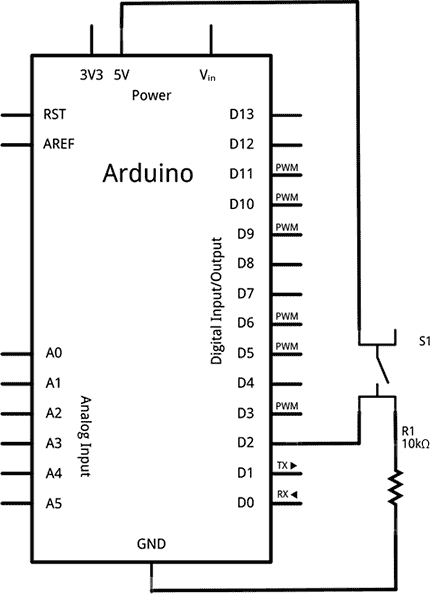 3V3 5V Vin
Power
RST D13
AREF D12
Arduino
D11 PWM
D10 PWM
D9 PWM
D8
D7
Digital Input/Output
D6 PWM
S1
A0 D5 PWM
A1 D4
A2 D3 PWM
Analog Input
R1
10kΩ
A3 D2
A4 D1 TX ▶
A5 D0 RX ◀
GND